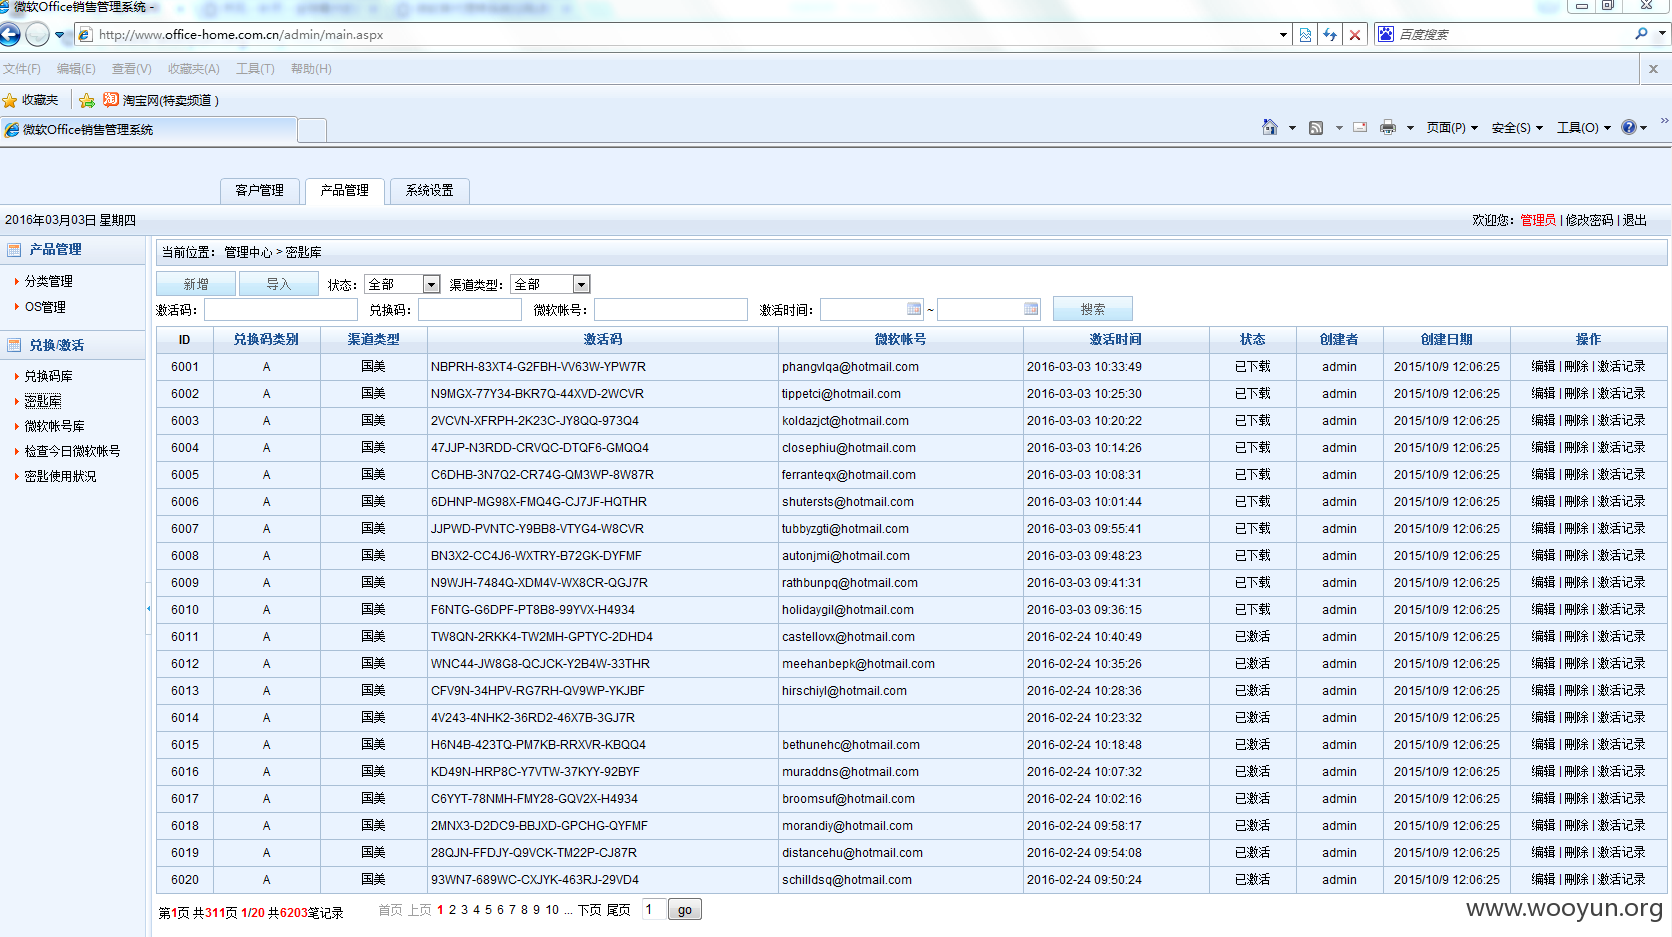 微软Office销售管理系统 -
http://www.office-home.com.cn/admin/main.aspx 百度搜索
文件(F) 编辑(E) 查看(V) 收藏夹(A) 工具(T) 帮助(H) x
收藏夹 淘 淘宝网(特卖频道)
微软Office销售管理系统 页面(P) 安全(S) 工具(O) »
客户管理 产品管理 系统设置
2016年03月03日 星期四 欢迎您：管理员 | 修改密码 | 退出
产品管理
分类管理
OS管理
兑换/激活
兑换码库
密匙库
微软帐号库
检查今日微软帐号
密匙使用狀况
当前位置： 管理中心 > 密匙库
新增 导入 状态： 全部 渠道类型： 全部
激活码： 兑换码： 微软帐号： 激活时间： ~ 搜索
ID 兑换码类别 渠道类型 激活码 微软帐号 激活时间 状态 创建者 创建日期 操作
6001 A 国美 NBPRH-83XT4-G2FBH-VV63W-YPW7R phangvlqa@hotmail.com 2016-03-03 10:33:49 已下载 admin 2015/10/9 12:06:25 编辑 | 刪除 | 激活记录
6002 A 国美 N9MGX-77Y34-BKR7Q-44XVD-2WCVR tippetci@hotmail.com 2016-03-03 10:25:30 已下载 admin 2015/10/9 12:06:25 编辑 | 刪除 | 激活记录
6003 A 国美 2VCVN-XFRPH-2K23C-JY8QQ-973Q4 koldazjct@hotmail.com 2016-03-03 10:20:22 已下载 admin 2015/10/9 12:06:25 编辑 | 刪除 | 激活记录
6004 A 国美 47JJP-N3RDD-CRVQC-DTQF6-GMQQ4 closephiu@hotmail.com 2016-03-03 10:14:26 已下载 admin 2015/10/9 12:06:25 编辑 | 刪除 | 激活记录
6005 A 国美 C6DHB-3N7Q2-CR74G-QM3WP-8W87R ferranteqx@hotmail.com 2016-03-03 10:08:31 已下载 admin 2015/10/9 12:06:25 编辑 | 刪除 | 激活记录
6006 A 国美 6DHNP-MG98X-FMQ4G-CJ7JF-HQTHR shutersts@hotmail.com 2016-03-03 10:01:44 已下载 admin 2015/10/9 12:06:25 编辑 | 刪除 | 激活记录
6007 A 国美 JJPWD-PVNTC-Y9BB8-VTYG4-W8CVR tubbyzgti@hotmail.com 2016-03-03 09:55:41 已下载 admin 2015/10/9 12:06:25 编辑 | 刪除 | 激活记录
6008 A 国美 BN3X2-CC4J6-WXTRY-B72GK-DYFMF autonjmi@hotmail.com 2016-03-03 09:48:23 已下载 admin 2015/10/9 12:06:25 编辑 | 刪除 | 激活记录
6009 A 国美 N9WJH-7484Q-XDM4V-WX8CR-QGJ7R rathbunpq@hotmail.com 2016-03-03 09:41:31 已下载 admin 2015/10/9 12:06:25 编辑 | 刪除 | 激活记录
6010 A 国美 F6NTG-G6DPF-PT8B8-99YVX-H4934 holidaygil@hotmail.com 2016-03-03 09:36:15 已下载 admin 2015/10/9 12:06:25 编辑 | 刪除 | 激活记录
6011 A 国美 TW8QN-2RKK4-TW2MH-GPTYC-2DHD4 castellovx@hotmail.com 2016-02-24 10:40:49 已激活 admin 2015/10/9 12:06:25 编辑 | 刪除 | 激活记录
6012 A 国美 WNC44-JW8G8-QCJCK-Y2B4W-33THR meehanbepk@hotmail.com 2016-02-24 10:35:26 已激活 admin 2015/10/9 12:06:25 编辑 | 刪除 | 激活记录
6013 A 国美 CFV9N-34HPV-RG7RH-QV9WP-YKJBF hirschiyl@hotmail.com 2016-02-24 10:28:36 已激活 admin 2015/10/9 12:06:25 编辑 | 刪除 | 激活记录
6014 A 国美 4V243-4NHK2-36RD2-46X7B-3GJ7R 2016-02-24 10:23:32 已激活 admin 2015/10/9 12:06:25 编辑 | 刪除 | 激活记录
6015 A 国美 H6N4B-423TQ-PM7KB-RRXVR-KBQQ4 bethunehc@hotmail.com 2016-02-24 10:18:48 已激活 admin 2015/10/9 12:06:25 编辑 | 刪除 | 激活记录
6016 A 国美 KD49N-HRP8C-Y7VTW-37KYY-92BYF muraddns@hotmail.com 2016-02-24 10:07:32 已激活 admin 2015/10/9 12:06:25 编辑 | 刪除 | 激活记录
6017 A 国美 C6YYT-78NMH-FMY28-GQV2X-H4934 broomsuf@hotmail.com 2016-02-24 10:02:16 已激活 admin 2015/10/9 12:06:25 编辑 | 刪除 | 激活记录
6018 A 国美 2MNX3-D2DC9-BBJXD-GPCHG-QYFMF morandiy@hotmail.com 2016-02-24 09:58:17 已激活 admin 2015/10/9 12:06:25 编辑 | 刪除 | 激活记录
6019 A 国美 28QJN-FFDJY-Q9VCK-TM22P-CJ87R distancehu@hotmail.com 2016-02-24 09:54:08 已激活 admin 2015/10/9 12:06:25 编辑 | 刪除 | 激活记录
6020 A 国美 93WN7-689WC-CXJYK-463RJ-29VD4 schilldsq@hotmail.com 2016-02-24 09:50:24 已激活 admin 2015/10/9 12:06:25 编辑 | 刪除 | 激活记录
第1页 共311页 1/20 共6203笔记录 首页 上页 1 2 3 4 5 6 7 8 9 10 ... 下页 尾页 1 go
www.wooyun.org